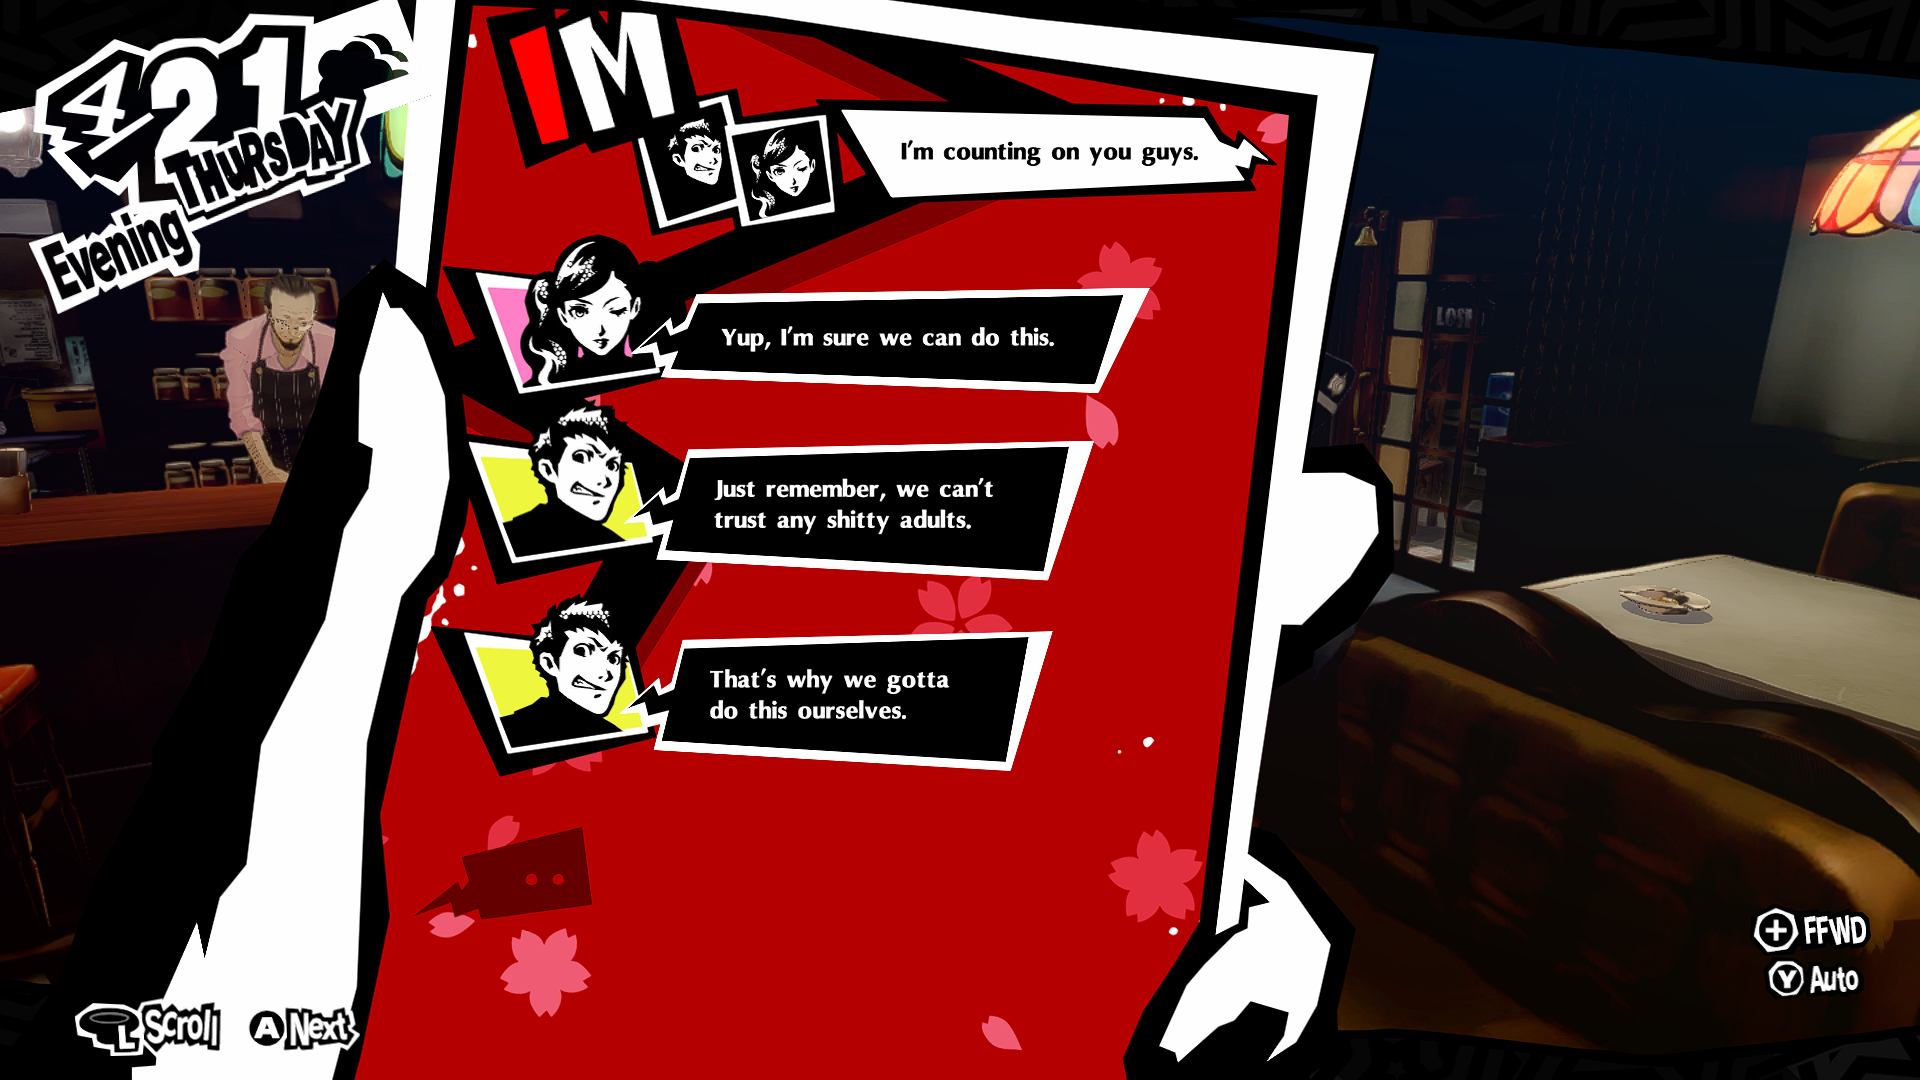 4 21
THURSDAY
Evening
IM
I'm counting on you guys.
Yup, I'm sure we can do this.
Just remember, we can't
trust any shitty adults.
That's why we gotta
do this ourselves.
LOSE
+ FFWD
Y Auto
L Scroll
A Next